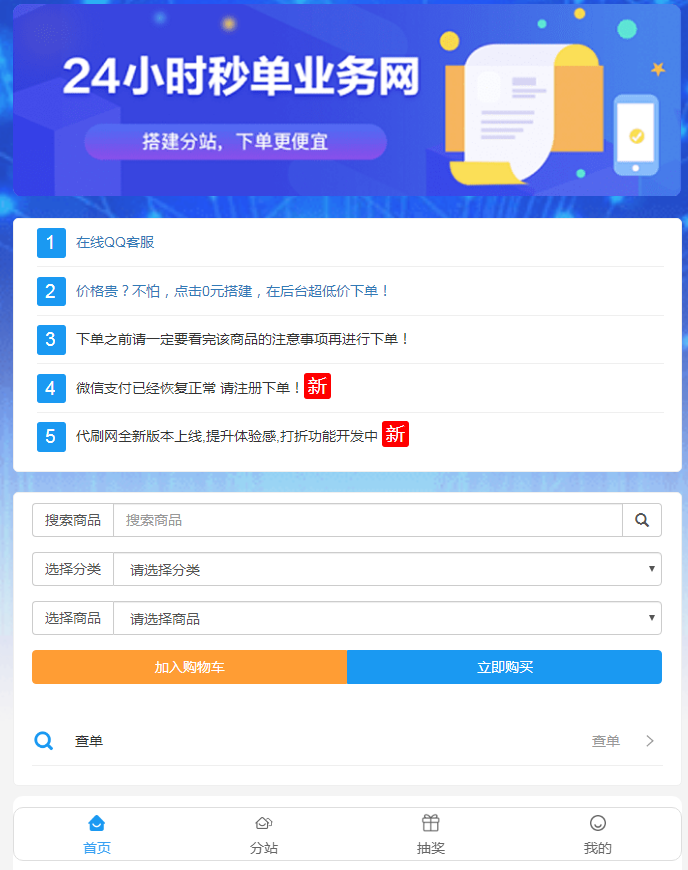 24小时秒单业务网
搭建分站，下单更便宜
1 在线QQ客服
2 价格贵？不怕，点击0元搭建，在后台超低价下单！
3 下单之前请一定要看完该商品的注意事项再进行下单！
4 微信支付已经恢复正常 请注册下单！新
5 代刷网全新版本上线,提升体验感,打折功能开发中 新
搜索商品 搜索商品
选择分类 请选择分类
选择商品 请选择商品
加入购物车 立即购买
查单 查单
首页 分站 抽奖 我的